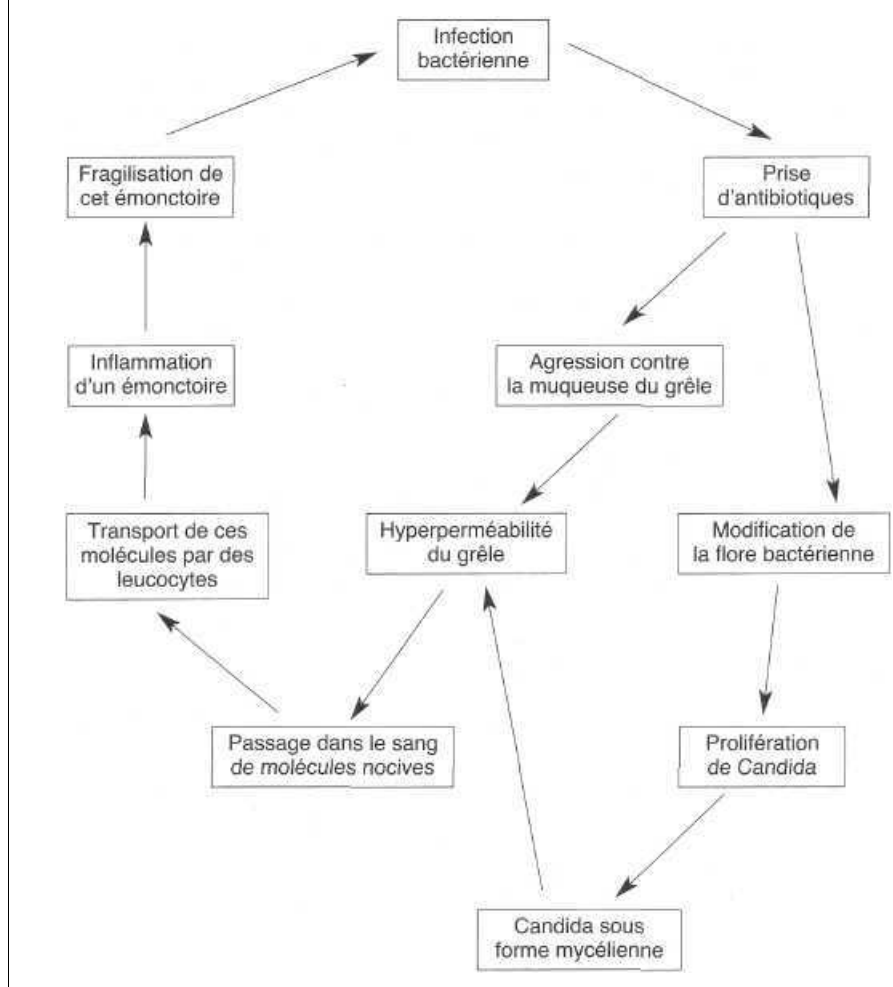 Infection
bactérienne
Fragilisation de
cet émonctoire
Prise
d'antibiotiques
Inflammation
d'un émonctoire
Agression contre
la muqueuse du grêle
Transport de ces
molécules par des
leucocytes
Hyperperméabilité
du grêle
Modification de
la flore bactérienne
Passage dans le sang
de molécules nocives
Prolifération
de Candida
Candida sous
forme mycélienne